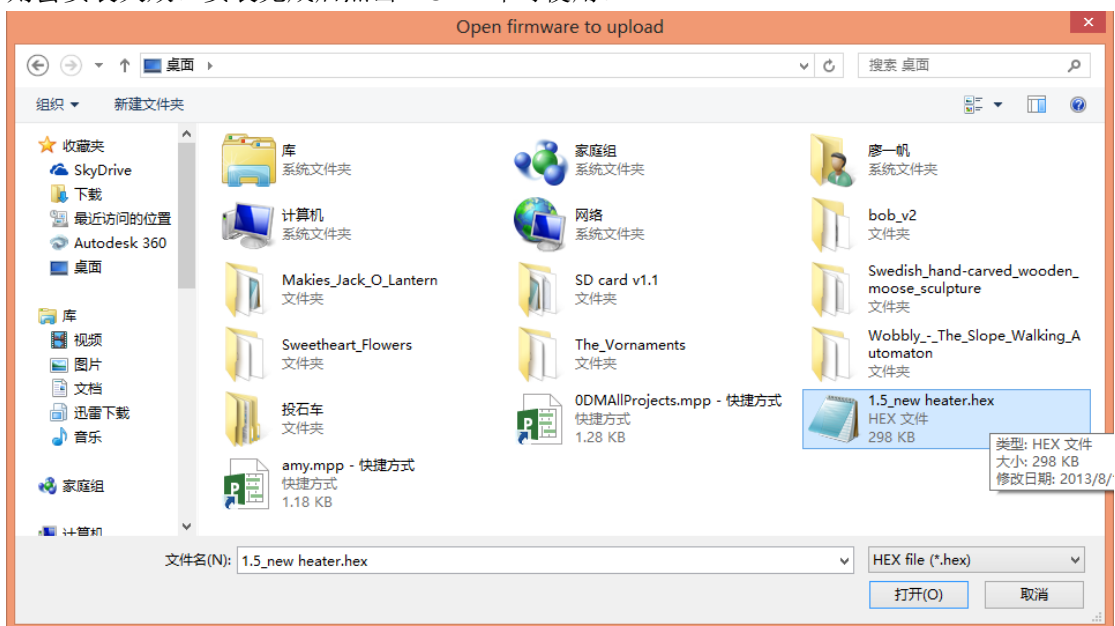 Open firmware to upload
桌面
搜索 桌面
组织
新建文件夹
收藏夹
SkyDrive
下载
最近访问的位置
Autodesk 360
桌面
库
视频
图片
文档
迅雷下载
音乐
家庭组
计算机
库
系统文件夹
家庭组
系统文件夹
廖一帆
系统文件夹
计算机
系统文件夹
网络
系统文件夹
bob_v2
文件夹
Makies_Jack_O_Lantern
文件夹
SD card v1.1
文件夹
Swedish_hand-carved_wooden_
moose_sculpture
文件夹
Sweetheart_Flowers
文件夹
The_Vornaments
文件夹
Wobbly_-_The_Slope_Walking_A
utomaton
文件夹
投石车
文件夹
0DMAllProjects.mpp - 快捷方式
快捷方式
1.28 KB
1.5_new heater.hex
HEX 文件
298 KB
类型: HEX 文件
大小: 298 KB
修改日期: 2013/8/
amy.mpp - 快捷方式
快捷方式
1.18 KB
文件名(N):
1.5_new heater.hex
HEX file (*.hex)
打开(O)
取消